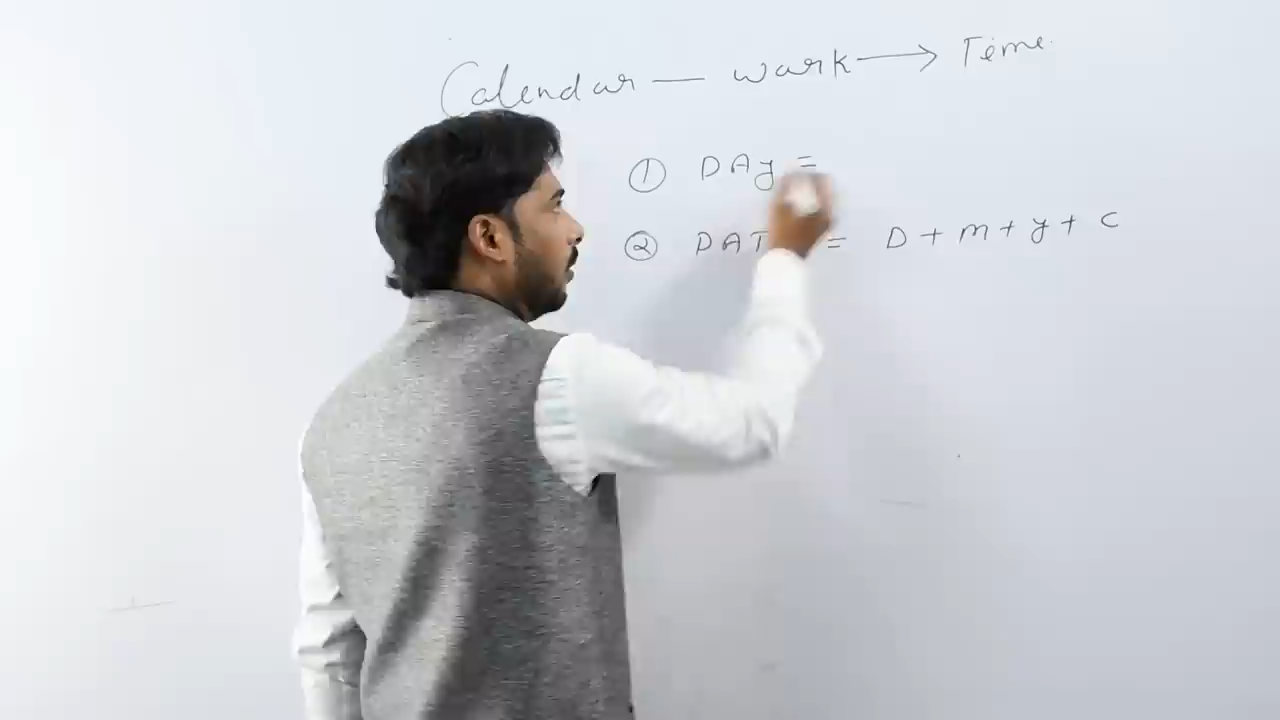 Calendar — work → Time.
① DAy =
② DAT = D + m + y + c